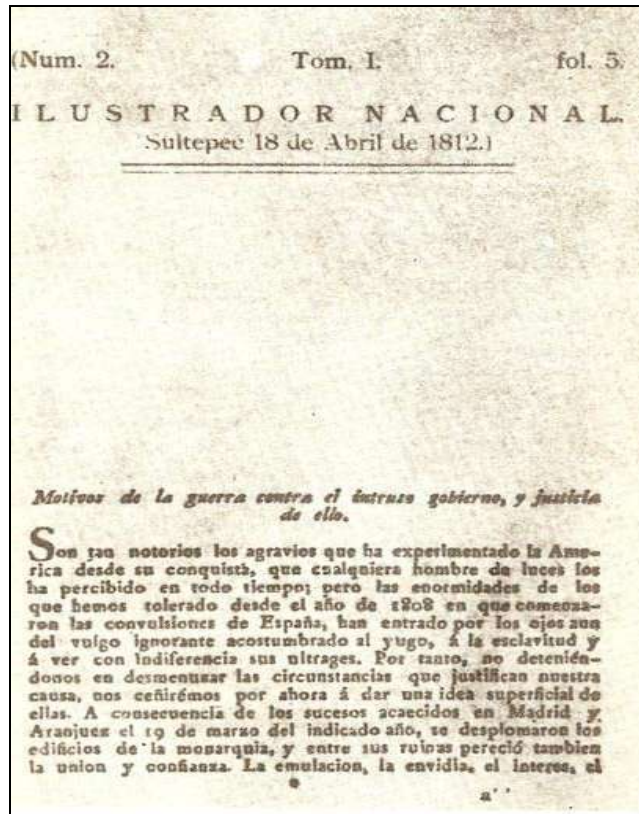 (Num. 2. Tom. I. fol. 5.
ILUSTRADOR NACIONAL.
Sultepec 18 de Abril de 1812.)
Motivos de la guerra contra el intruso gobierno, y justicia
de ello.
Son tan notorios los agravios que ha experimentado la Ame-
rica desde su conquista, que cualquiera hombre de luces los
ha percibido en todo tiempo; pero las enormidades de los
que hemos tolerado desde el año de 1808 en que comenza-
ron las convulsiones de España, han entrado por los ojos aun
del vulgo ignorante acostumbrado al yugo, á la esclavitud y
á ver con indiferencia sus ultrages. Por tanto, no detenién-
donos en desmenuzar las circunstancias que justifican nuestra
causa, nos ceñirémos por ahora á dar una idea superficial de
ellas. A consecuencia de los sucesos acaecidos en Madrid y
Aranjuez el 19 de marzo del indicado año, se desplomaron los
edificios de la monarquia, y entre sus ruinas pereció tambien
la union y confianza. La emulacion, la envidia, el interes, el